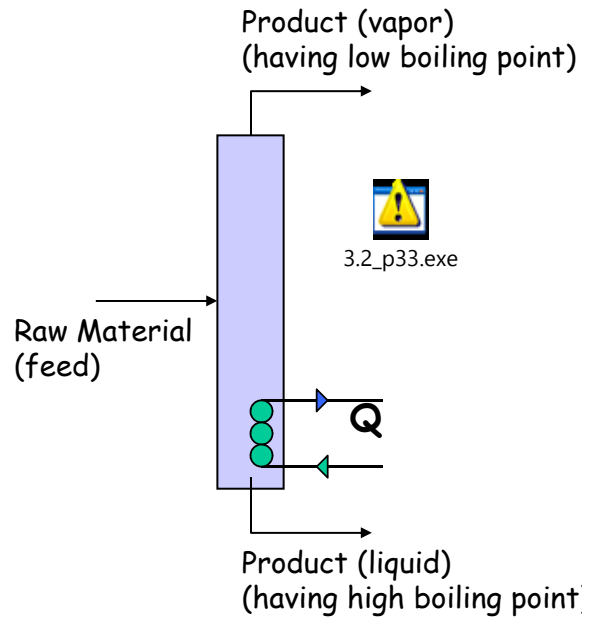 Product (vapor)
(having low boiling point)
3.2_p33.exe
Raw Material
(feed)
Q
Product (liquid)
(having high boiling point)